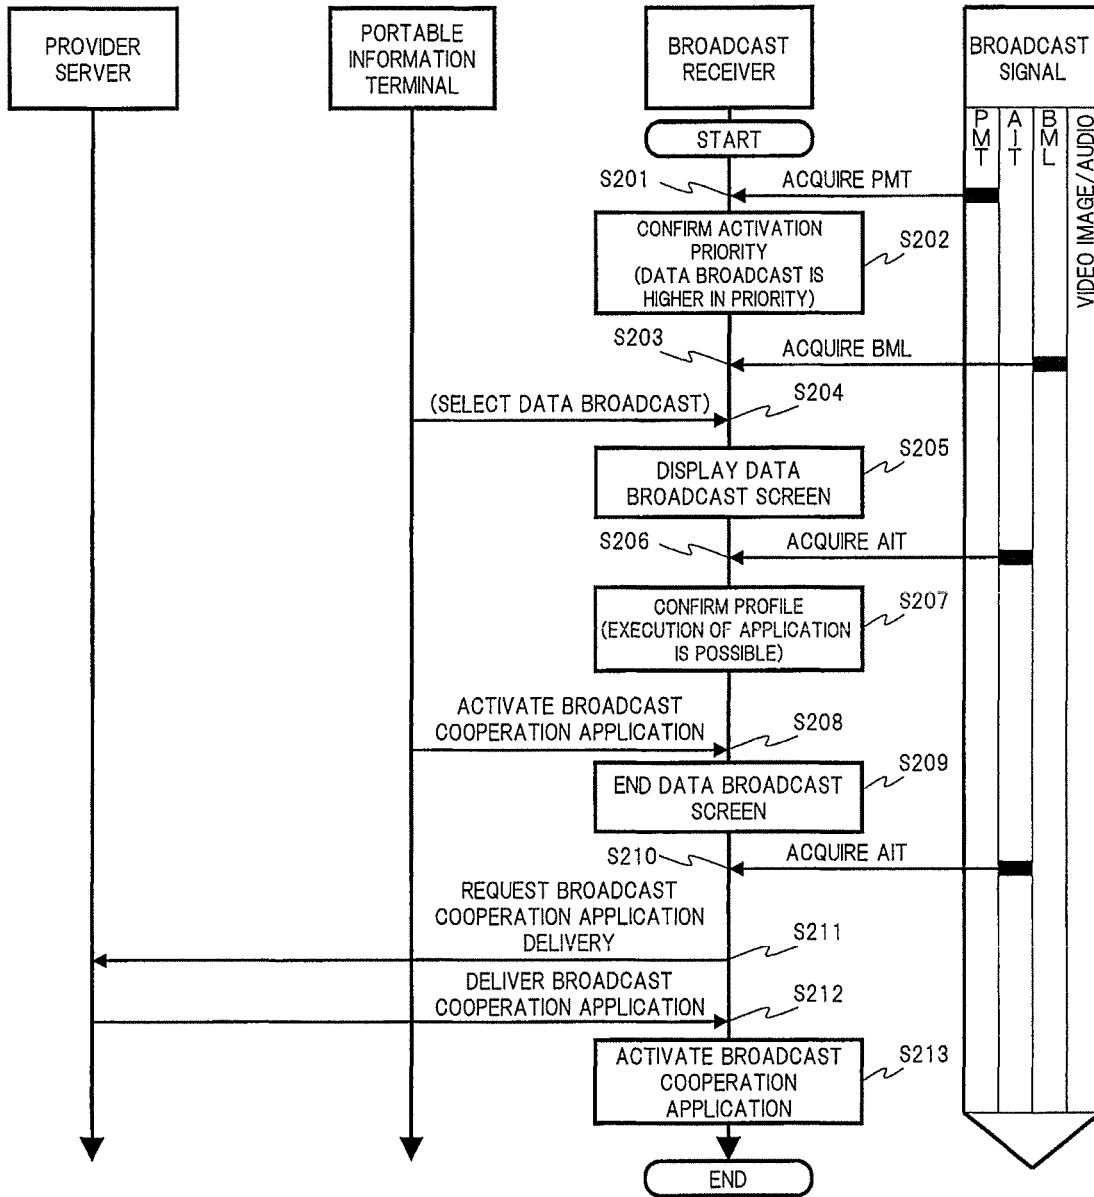 PROVIDER
SERVER
PORTABLE
INFORMATION
TERMINAL
BROADCAST
RECEIVER
BROADCAST
SIGNAL
PMT
AIT
BML
VIDEO IMAGE/AUDIO
START
S201
ACQUIRE PMT
CONFIRM ACTIVATION
PRIORITY
(DATA BROADCAST IS
HIGHER IN PRIORITY)
S202
S203
ACQUIRE BML
(SELECT DATA BROADCAST)
S204
DISPLAY DATA
BROADCAST SCREEN
S205
S206
ACQUIRE AIT
CONFIRM PROFILE
(EXECUTION OF APPLICATION
IS POSSIBLE)
S207
ACTIVATE BROADCAST
COOPERATION APPLICATION
S208
END DATA BROADCAST
SCREEN
S209
S210
ACQUIRE AIT
REQUEST BROADCAST
COOPERATION APPLICATION
DELIVERY
S211
DELIVER BROADCAST
COOPERATION APPLICATION
S212
ACTIVATE BROADCAST
COOPERATION
APPLICATION
S213
END